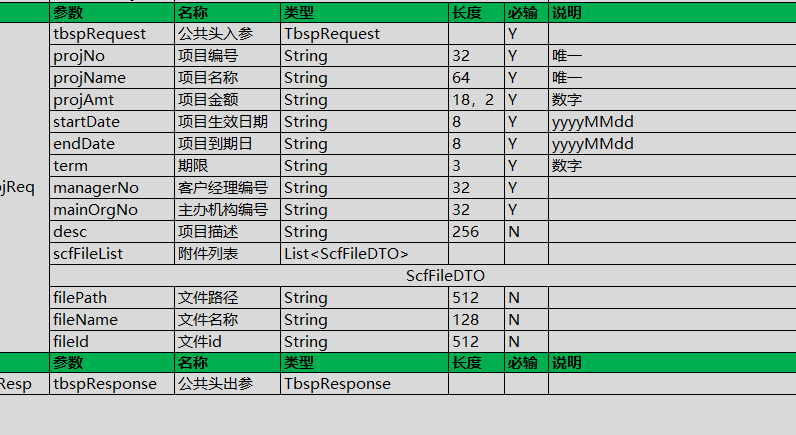 参数 名称 类型 长度 必输 说明
tbspRequest 公共头入参 TbspRequest Y
projNo 项目编号 String 32 Y 唯一
projName 项目名称 String 64 Y 唯一
projAmt 项目金额 String 18，2 Y 数字
startDate 项目生效日期 String 8 Y yyyyMMdd
endDate 项目到期日 String 8 Y yyyyMMdd
term 期限 String 3 Y 数字
ojReq managerNo 客户经理编号 String 32 Y
mainOrgNo 主办机构编号 String 32 Y
desc 项目描述 String 256 N
scfFileList 附件列表 List<ScfFileDTO>
ScfFileDTO
filePath 文件路径 String 512 N
fileName 文件名称 String 128 N
fileId 文件id String 512 N
参数 名称 类型 长度 必输 说明
Resp tbspResponse 公共头出参 TbspResponse